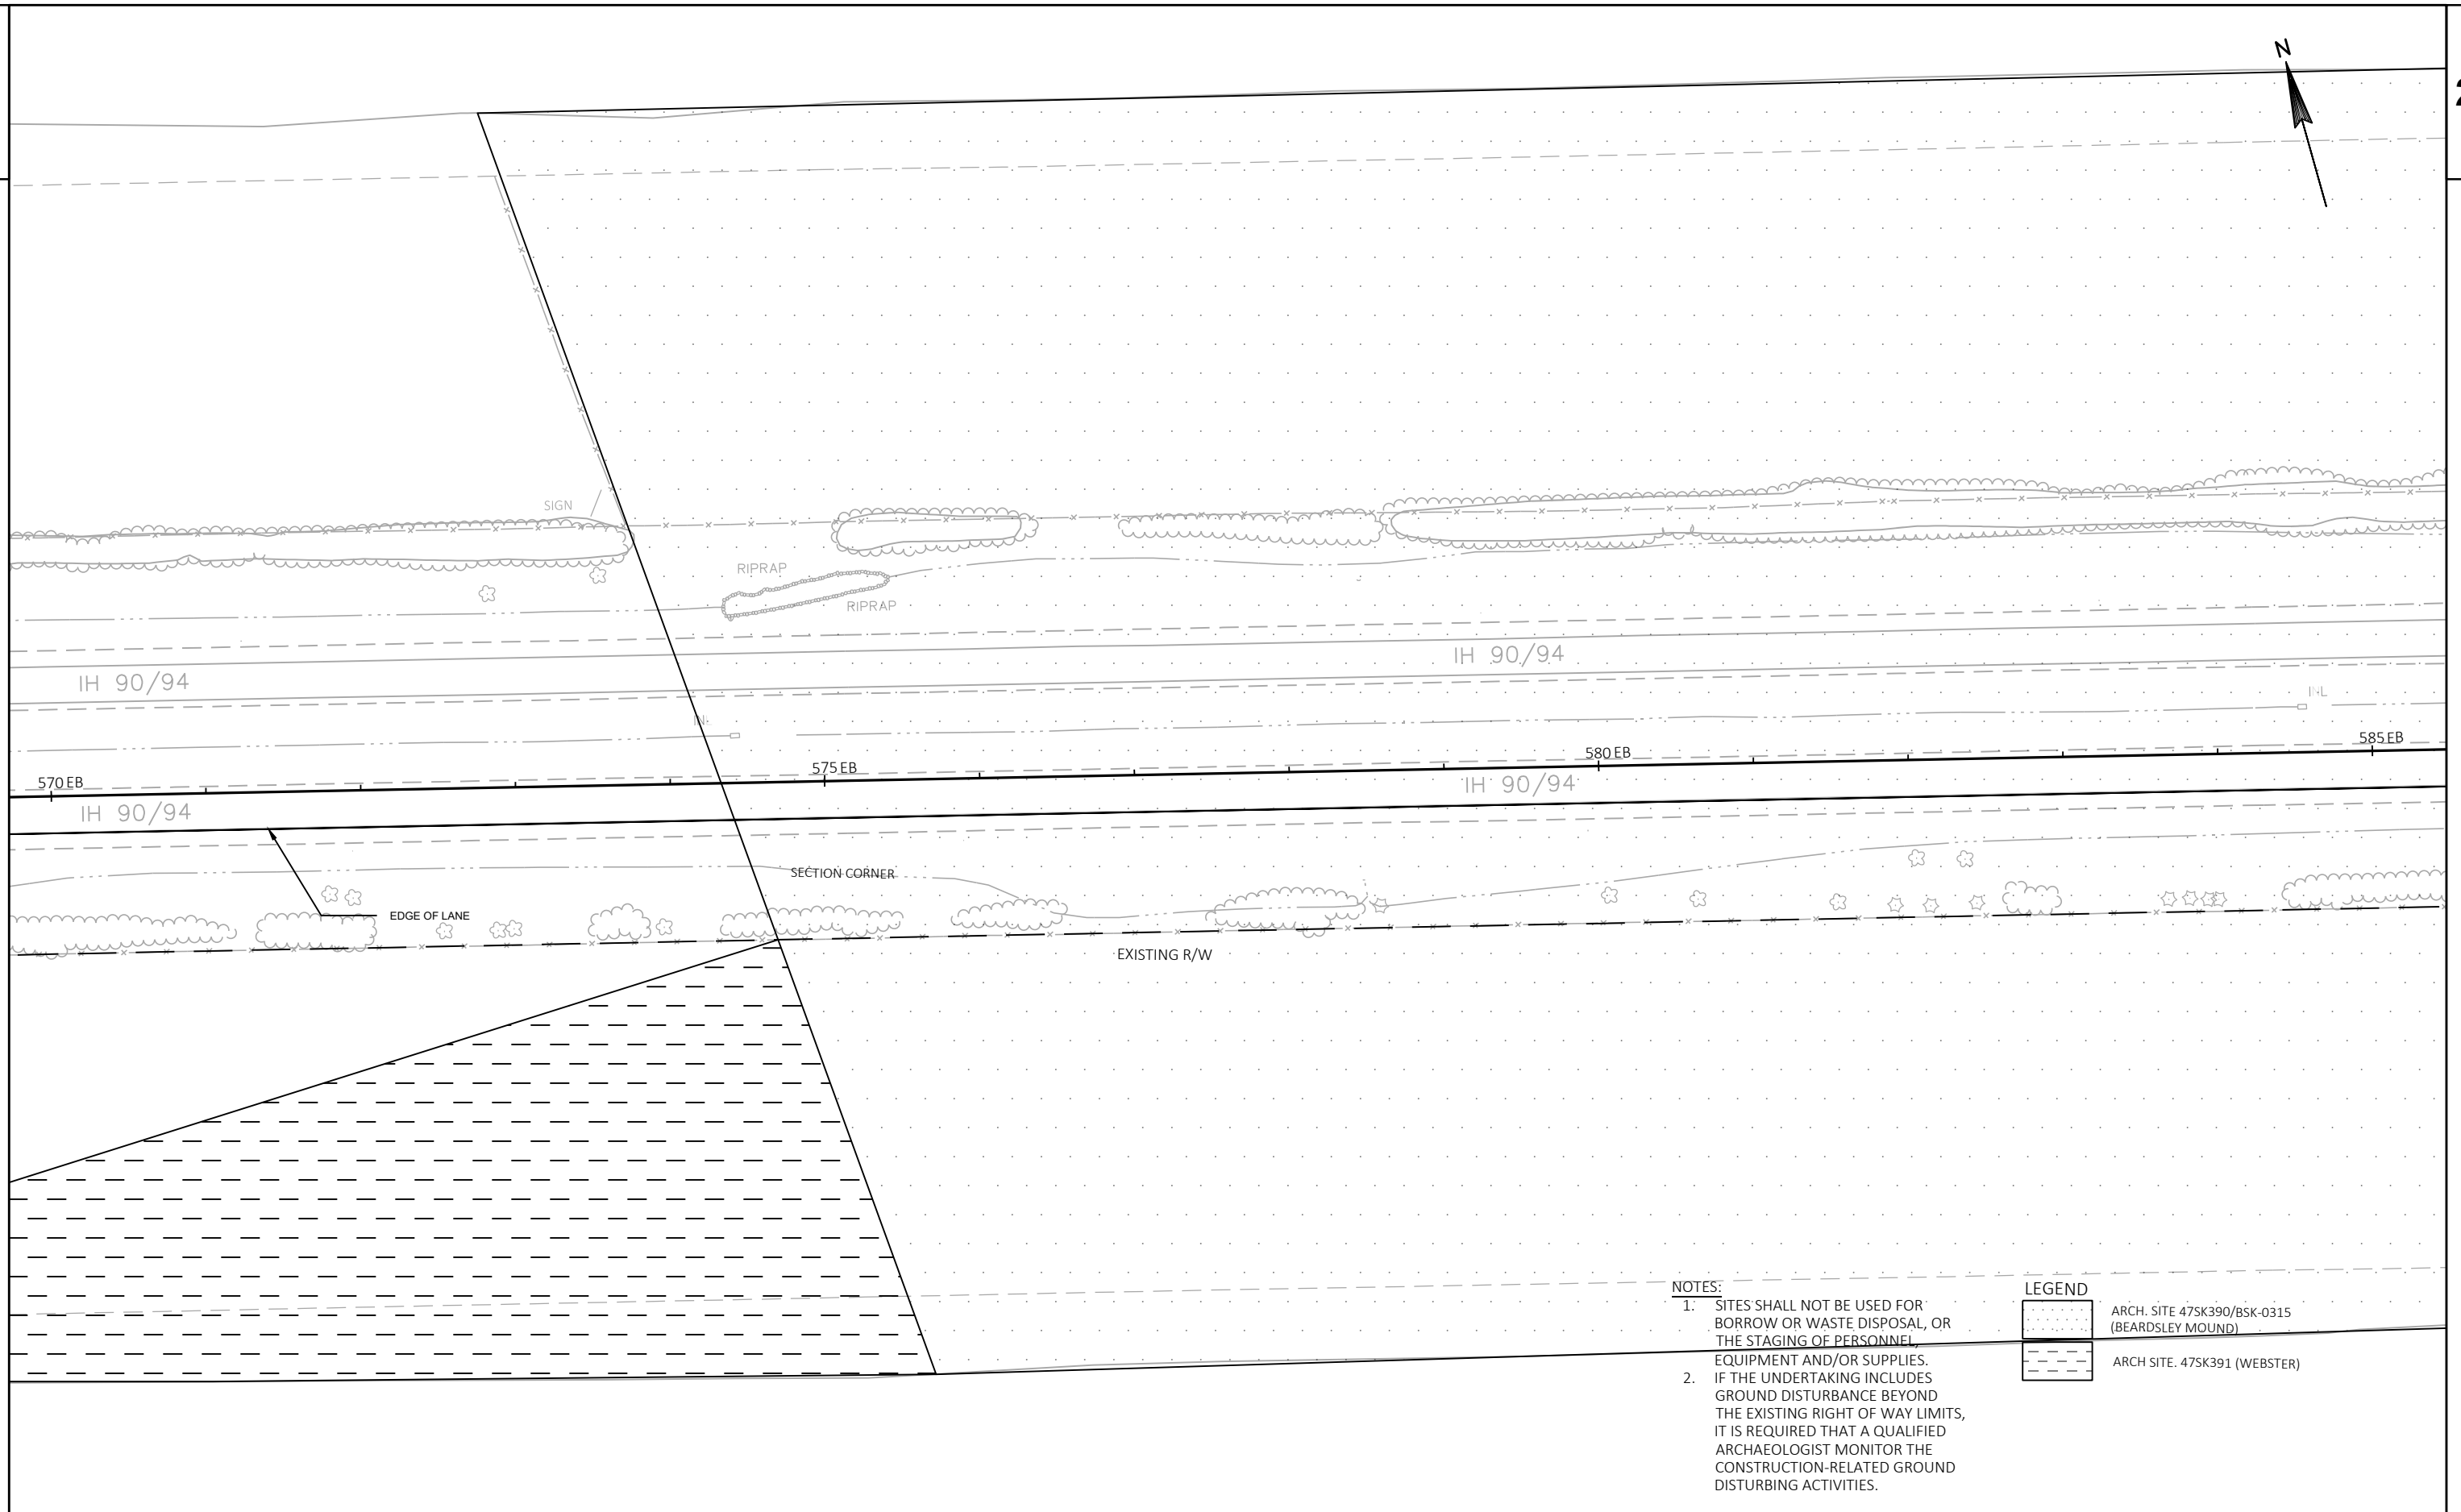 N
2
SIGN
RIPRAP
RIPRAP
IH 90/94
IH 90/94
570 EB
575 EB
580 EB
585 EB
IH 90/94
IH 90/94
SECTION CORNER
EDGE OF LANE
EXISTING R/W
NOTES:
1. SITES SHALL NOT BE USED FOR
BORROW OR WASTE DISPOSAL, OR
THE STAGING OF PERSONNEL,
EQUIPMENT AND/OR SUPPLIES.
2. IF THE UNDERTAKING INCLUDES
GROUND DISTURBANCE BEYOND
THE EXISTING RIGHT OF WAY LIMITS,
IT IS REQUIRED THAT A QUALIFIED
ARCHAEOLOGIST MONITOR THE
CONSTRUCTION-RELATED GROUND
DISTURBING ACTIVITIES.
LEGEND
ARCH. SITE 47SK390/BSK-0315
(BEARDSLEY MOUND)
ARCH SITE. 47SK391 (WEBSTER)